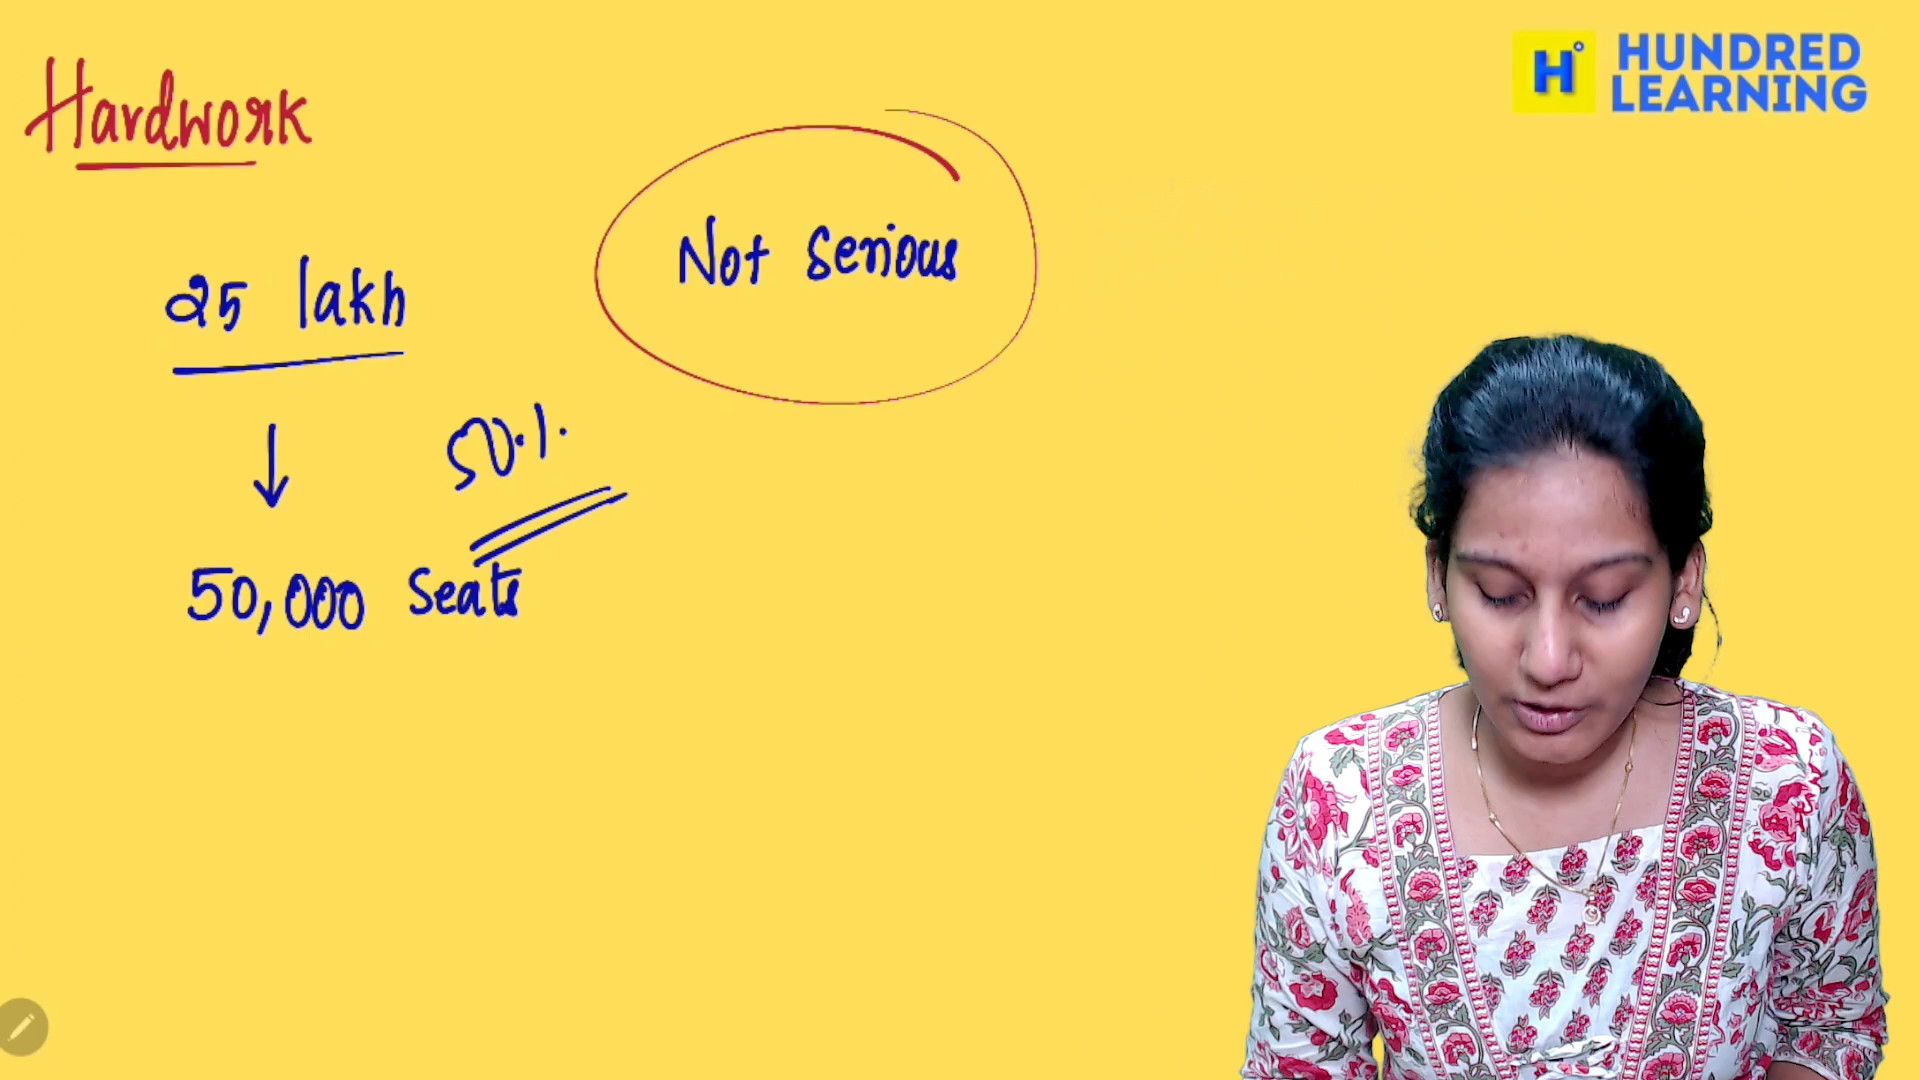 Hardwork
H°
HUNDRED
LEARNING
Not serious
25 lakh
50%
50,000 Seats